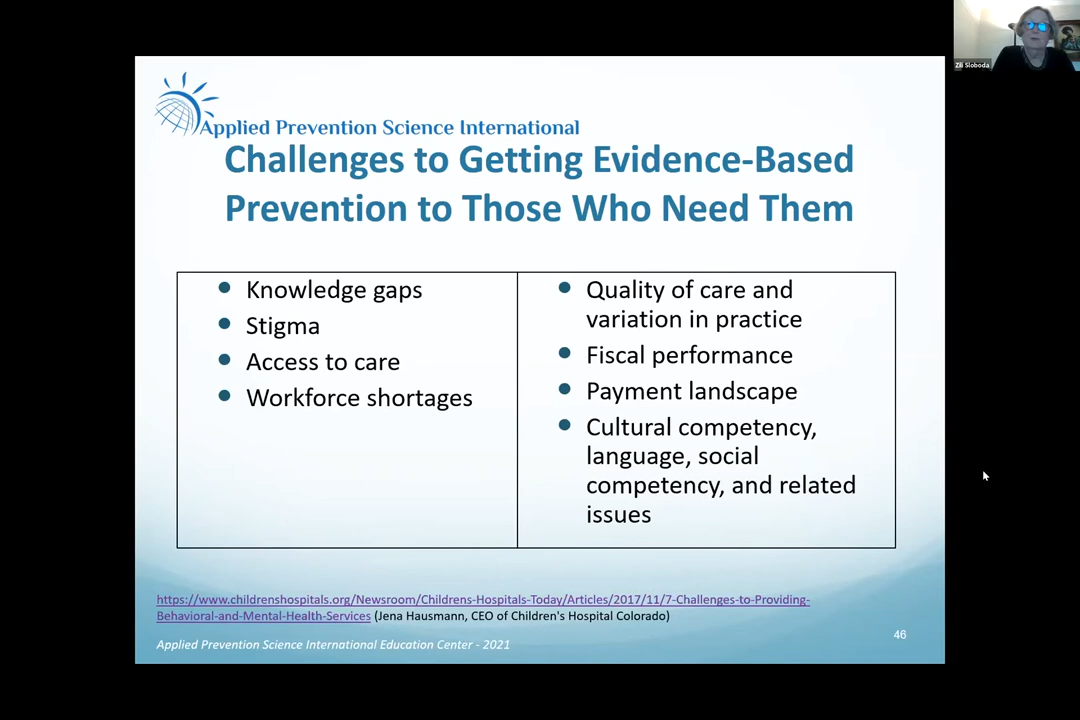 Zili Sloboda
Applied Prevention Science International
Challenges to Getting Evidence-Based
Prevention to Those Who Need Them
Knowledge gaps
Stigma
Access to care
Workforce shortages
Quality of care and
variation in practice
Fiscal performance
Payment landscape
Cultural competency,
language, social
competency, and related
issues
https://www.childrenshospitals.org/Newsroom/Childrens-Hospitals-Today/Articles/2017/11/7-Challenges-to-Providing-
Behavioral-and-Mental-Health-Services (Jena Hausmann, CEO of Children's Hospital Colorado)
46
Applied Prevention Science International Education Center - 2021